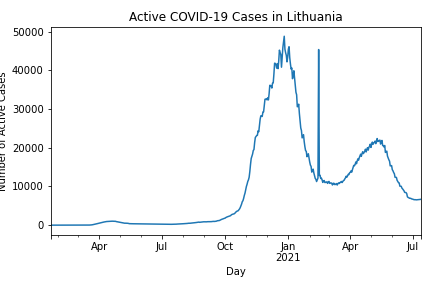 Active COVID-19 Cases in Lithuania
50000
40000
30000
20000
10000
0
Number of Active Cases
Apr
Jul
Oct
Jan
2021
Apr
Jul
Day